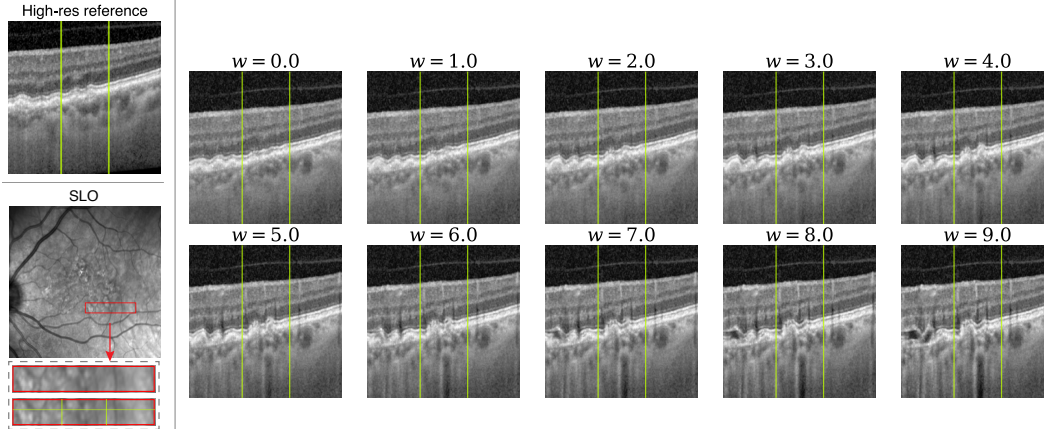 High-res reference
SLO
w = 0.0
w = 1.0
w = 2.0
w = 3.0
w = 4.0
w = 5.0
w = 6.0
w = 7.0
w = 8.0
w = 9.0